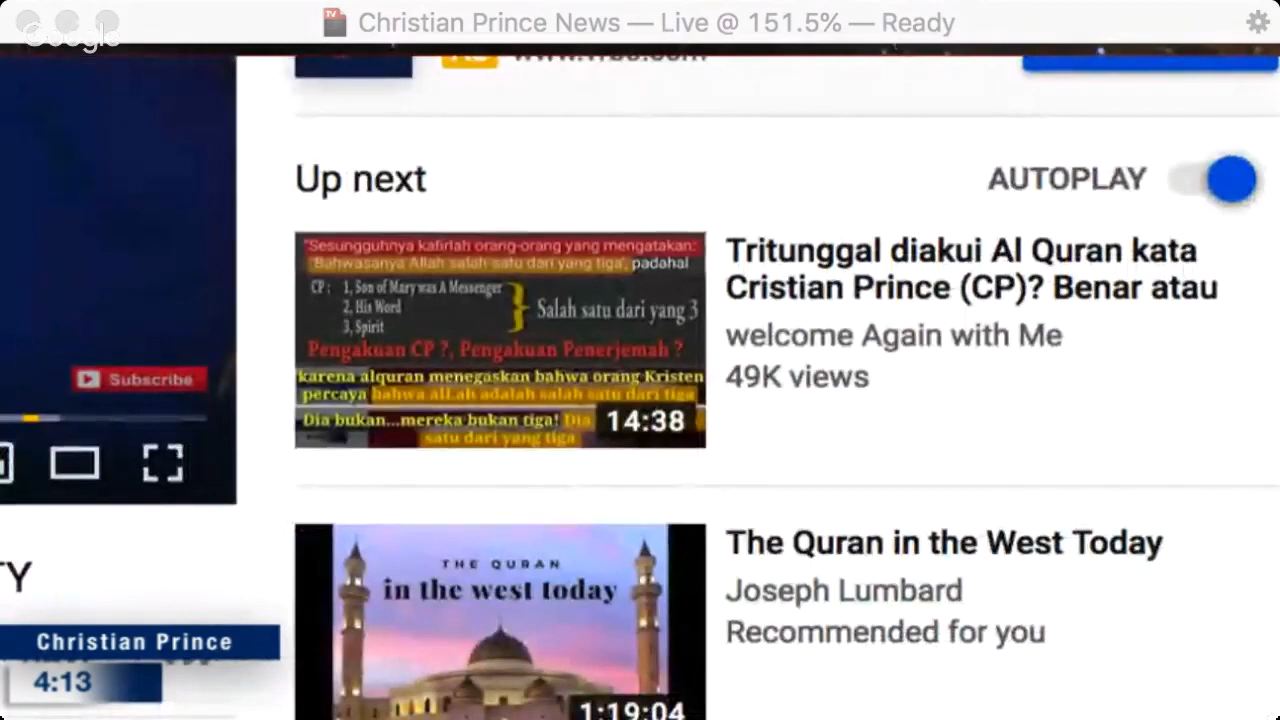 Christian Prince News — Live @ 151.5% — Ready
Google
Up next
AUTOPLAY
"Sesungguhnya kafirlah orang-orang yang mengatakan:
"Bahwasanya Allah salah satu dari yang tiga', padahal
CP : 1, Son of Mary was A Messenger
2, His Word
3, Spirit
Salah satu dari yang 3
Pengakuan CP ?, Pengakuan Penerjemah ?
karena alquran menegaskan bahwa orang Kristen
percaya bahwa alLah adalah salah satu dari tiga
Dia bukan...mereka bukan tiga! Dia
satu dari yang tiga
14:38
Tritunggal diakui Al Quran kata
Cristian Prince (CP)? Benar atau
welcome Again with Me
49K views
Subscribe
THE QURAN
in the west today
1:19:04
The Quran in the West Today
Joseph Lumbard
Recommended for you
TY
Christian Prince
4:13